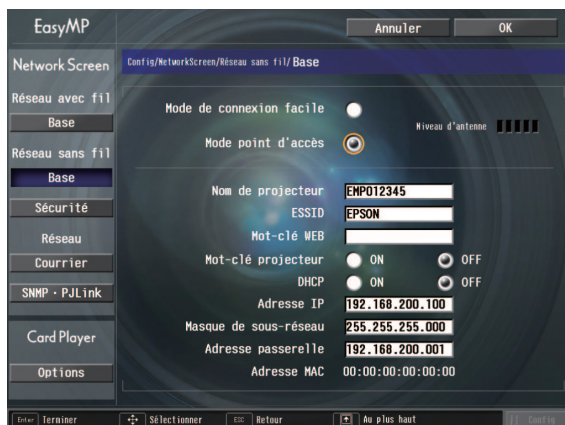 EasyMP
Annuler
OK
Network Screen
Config/NetworkScreen/Réseau sans fil/Base
Réseau avec fil
Base
Réseau sans fil
Base
Sécurité
Réseau
Courrier
SNMP · PJLink
Card Player
Options
Mode de connexion facile
Niveau d'antenne
Mode point d'accès
Nom de projecteur EMP012345
ESSID EPSON
Mot-clé WEB
Mot-clé projecteur ON OFF
DHCP ON OFF
Adresse IP 192.168.200.100
Masque de sous-réseau 255.255.255.000
Adresse passerelle 192.168.200.001
Adresse MAC 00:00:00:00:00:00
Enter Terminer Sélectionner ESC Retour Au plus haut Config